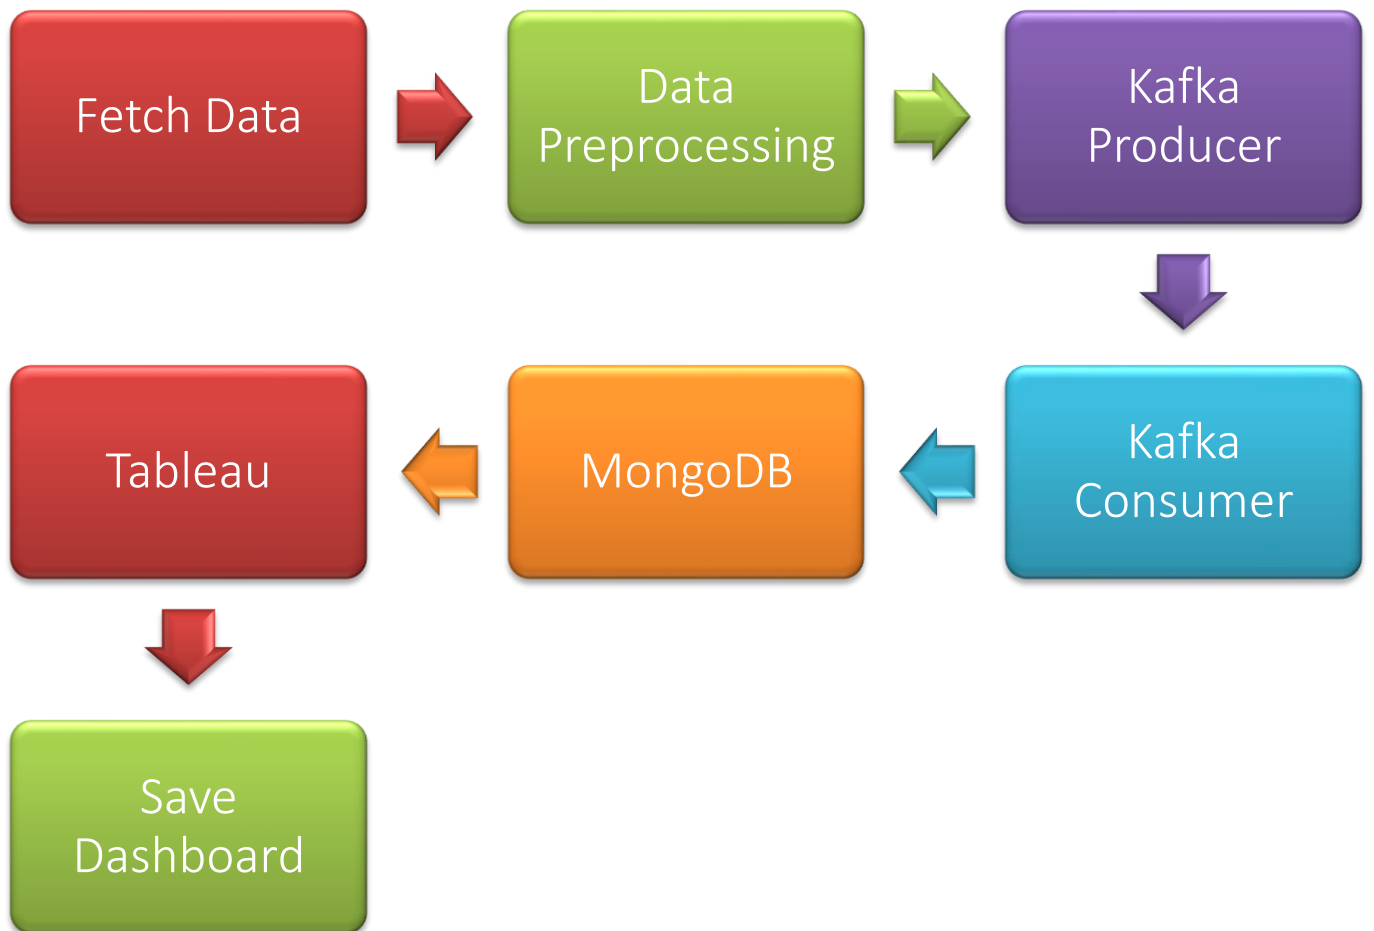 Fetch Data
Data
Preprocessing
Kafka
Producer
Kafka
Consumer
MongoDB
Tableau
Save
Dashboard